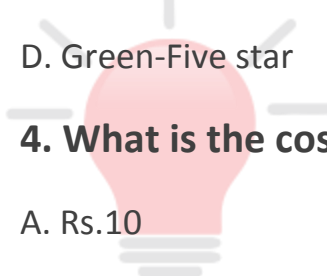 D. Green-Five star
4. What is the cos
A. Rs.10